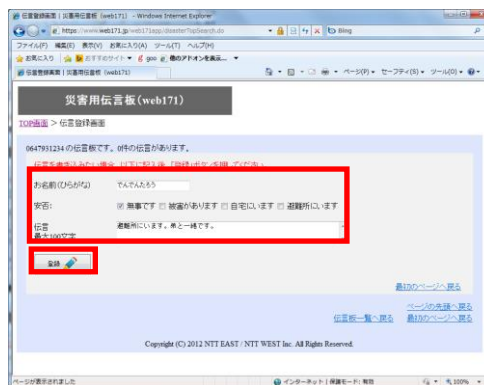 伝言登録画面 | 災害用伝言板 (web171) - Windows Internet Explorer
https://www.web171.jp/web171app/disasterTopSearch.do
Bing
ファイル(F) 編集(E) 表示(V) お気に入り(A) ツール(T) ヘルプ(H)
お気に入り おすすめサイト goo 他のアドオンを表示...
伝言登録画面 | 災害用伝言板 (web171)
ページ(P) セーフティ(S) ツール(O)
災害用伝言板(web171)
TOP画面 > 伝言登録画面
0647931234 の伝言板です。0件の伝言があります。
お名前(ひらがな) でんでんたろう
安否: 無事です 被害があります 自宅にいます 避難所にいます
伝言 避難所にいます。弟と一緒です。
最大100文字
登録
最初のページへ戻る
ページの先頭へ戻る
伝言板一覧へ戻る 最初のページへ戻る
Copyright (C) 2012 NTT EAST / NTT WEST Inc. All Rights Reserved.
ページが表示されました インターネット | 保護モード: 有効 100%